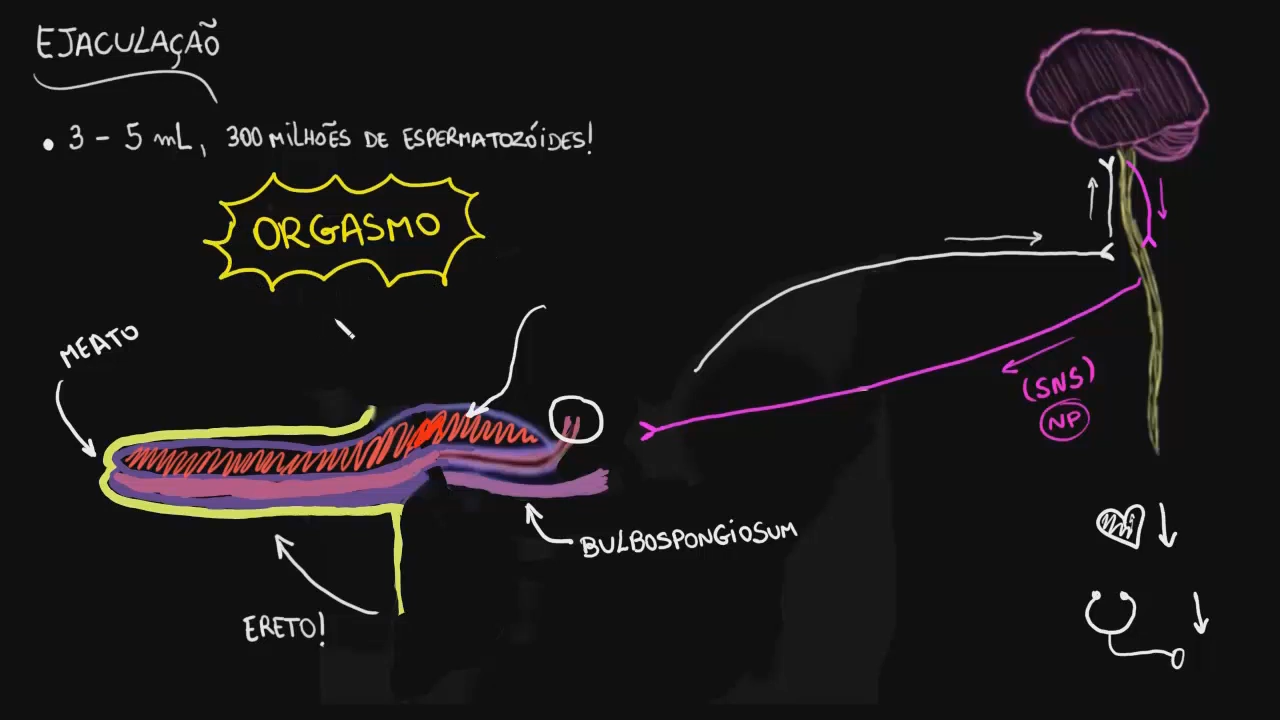 EJACULAÇÃO
• 3 - 5 mL, 300 MILHÕES DE ESPERMATOZÓIDES!
ORGASMO
MEATO
(SNS)
NP
BULBOSPONGIOSUM
ERETO!